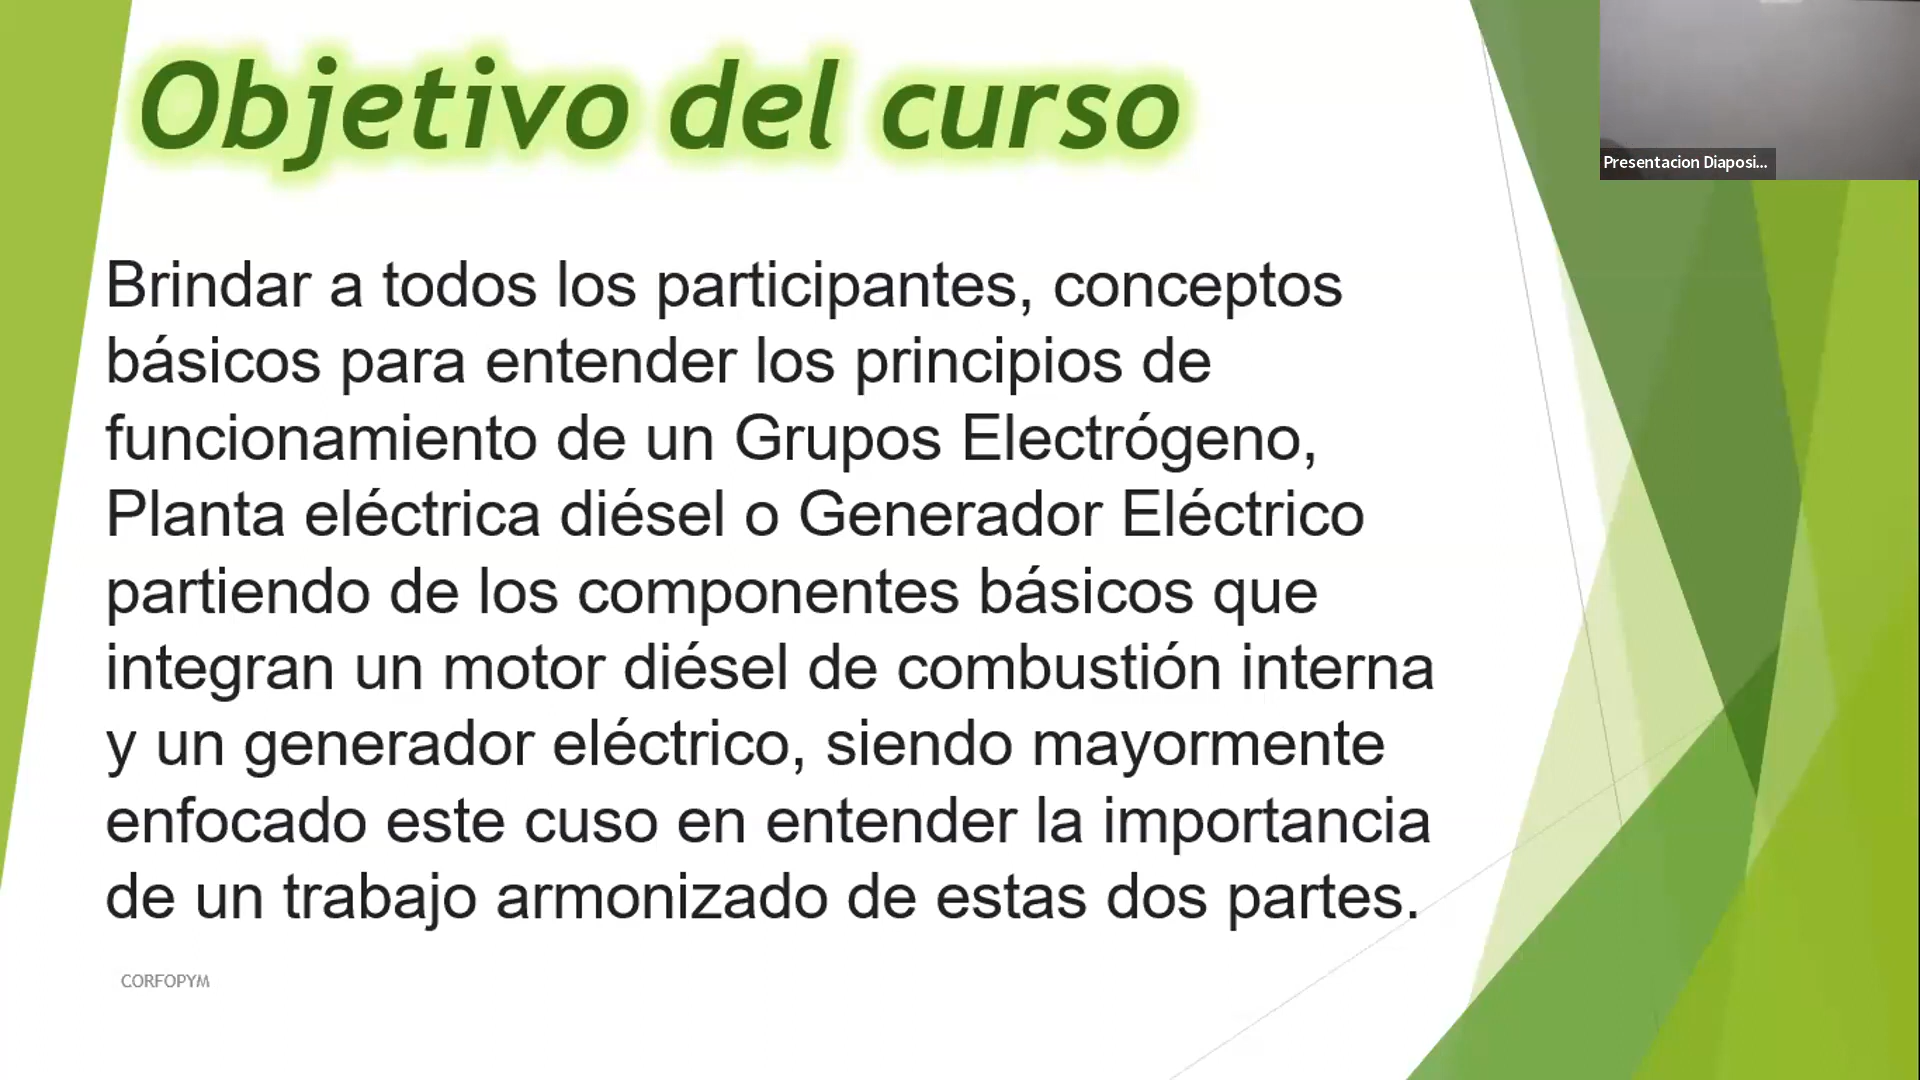 Objetivo del curso
Presentacion Diaposi...
Brindar a todos los participantes, conceptos
básicos para entender los principios de
funcionamiento de un Grupos Electrógeno,
Planta eléctrica diésel o Generador Eléctrico
partiendo de los componentes básicos que
integran un motor diésel de combustión interna
y un generador eléctrico, siendo mayormente
enfocado este cuso en entender la importancia
de un trabajo armonizado de estas dos partes.
CORFOPYM